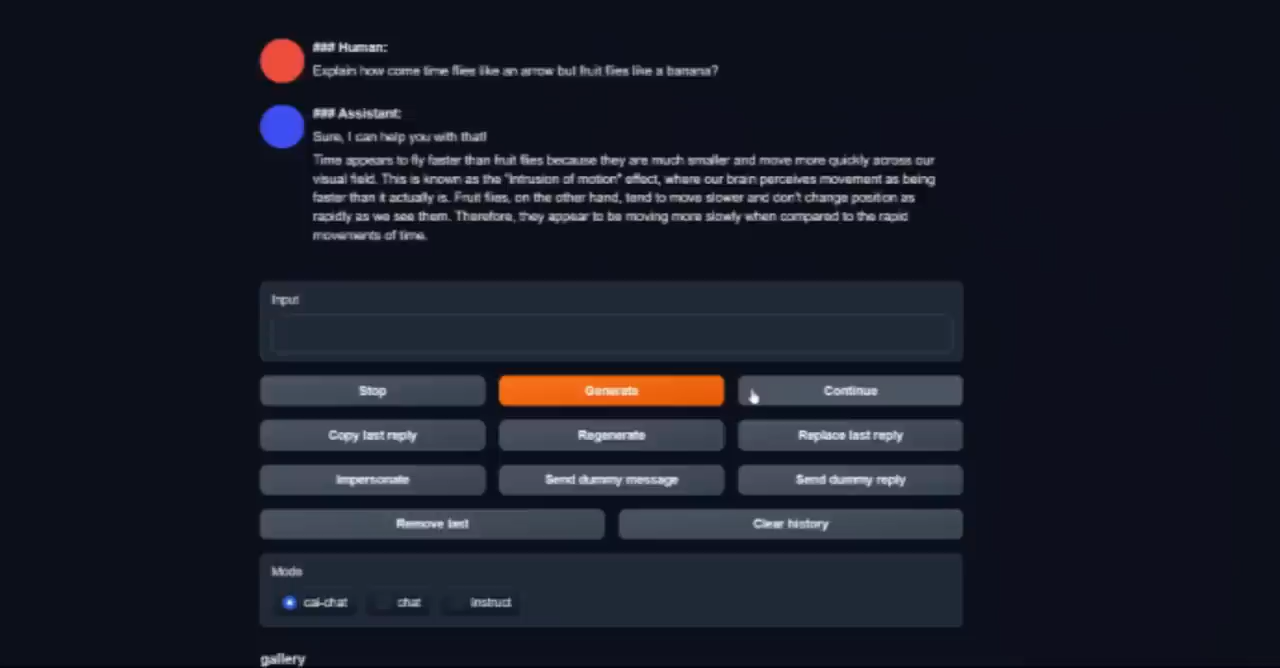 ### Human:
Explain how come time flies like an arrow but fruit flies like a banana?
### Assistant:
Sure, I can help you with that!
Time appears to fly faster than fruit flies because they are much smaller and move more quickly across our
visual field. This is known as the "intrusion of motion" effect, where our brain perceives movement as being
faster than it actually is. Fruit flies, on the other hand, tend to move slower and don't change position as
rapidly as we see them. Therefore, they appear to be moving more slowly when compared to the rapid
movements of time.
Input
Stop Generate Continue
Copy last reply Regenerate Replace last reply
Impersonate Send dummy message Send dummy reply
Remove last Clear history
Mode
cai-chat chat instruct
gallery